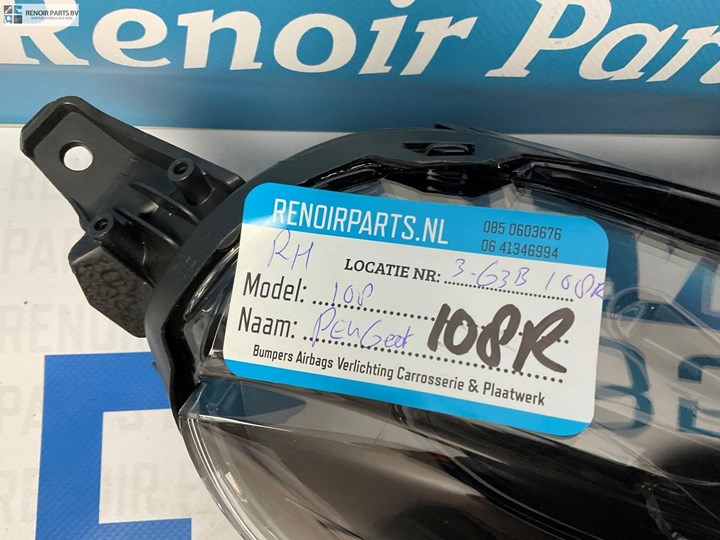 RENOIR PARTS BV
Renoir Par
RENOIRPARTS.NL
085 0603676
06 41346994
RH
LOCATIE NR: 3-G3B 108R
Model: 108
Naam: Peugeot
108R
Bumpers Airbags Verlichting Carrosserie & Plaatwerk